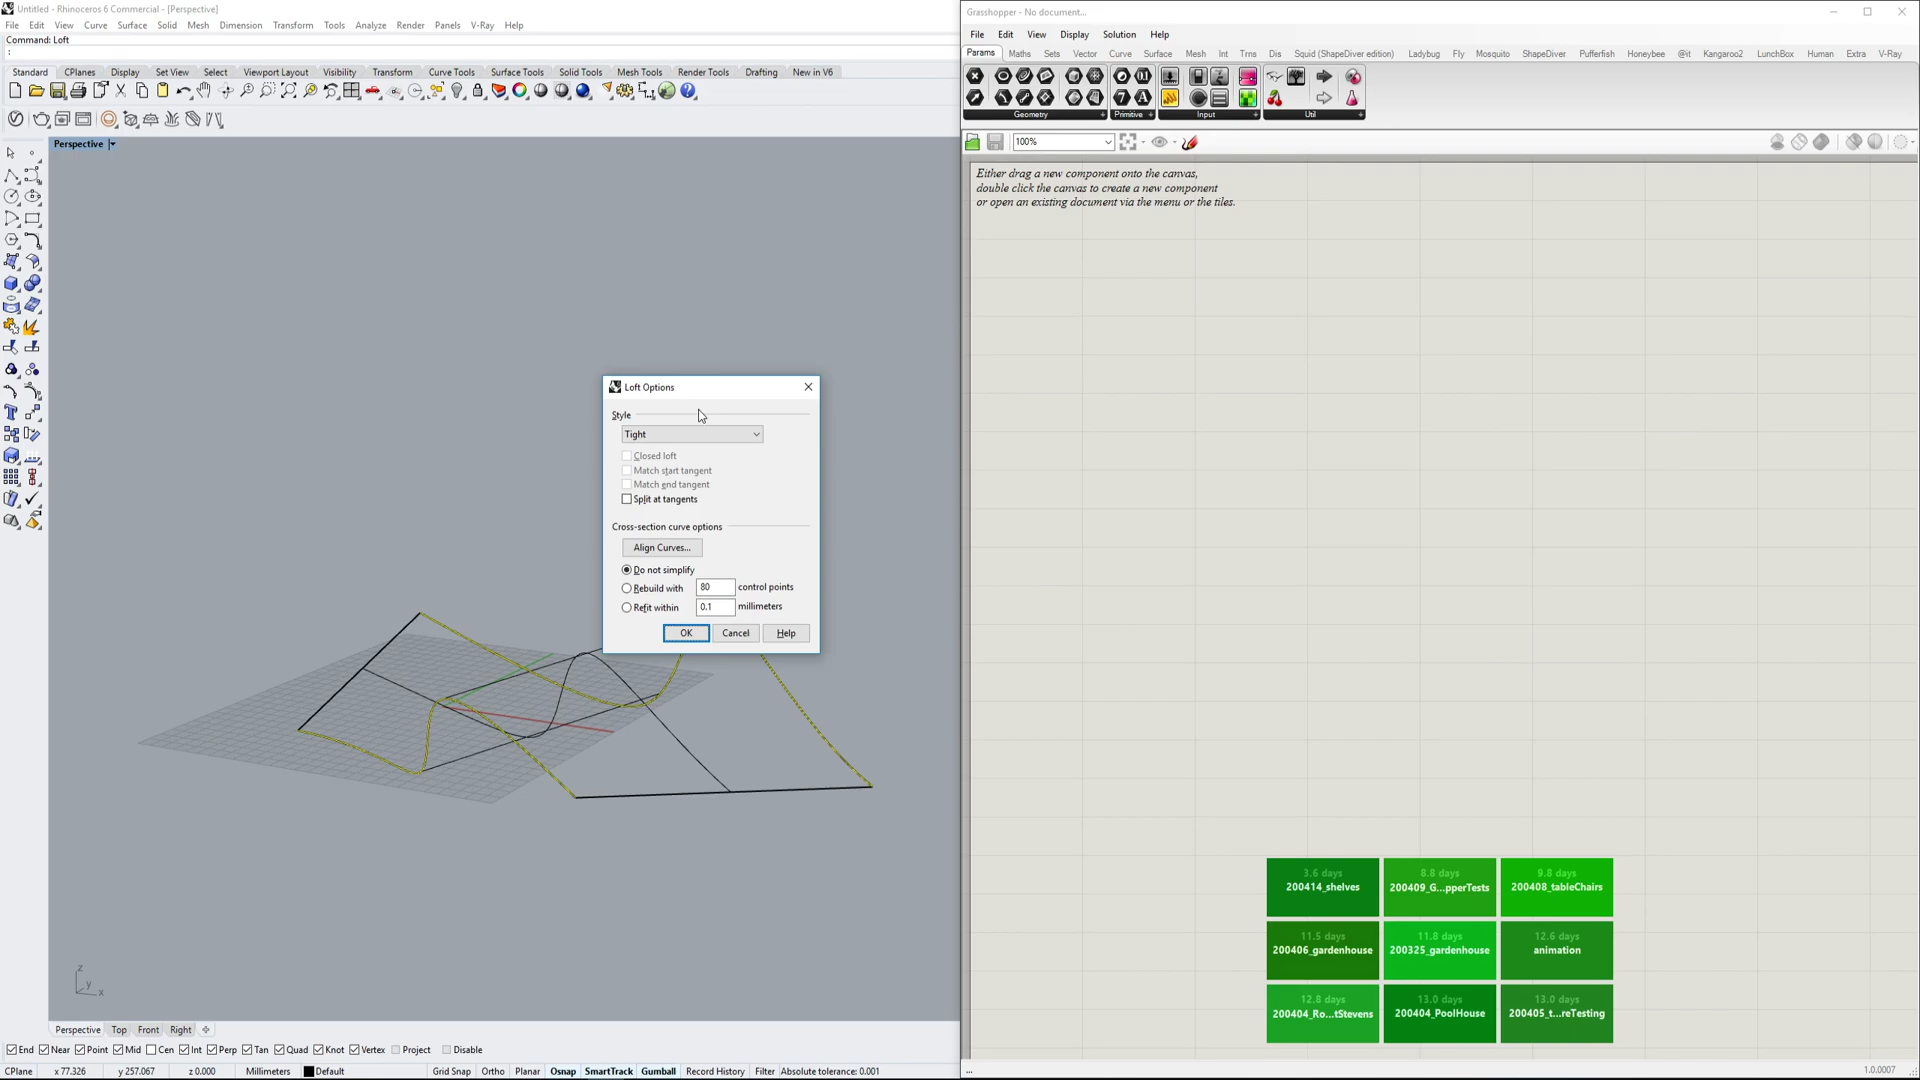 Untitled - Rhinoceros 6 Commercial - [Perspective]
File Edit View Curve Surface Solid Mesh Dimension Transform Tools Analyze Render Panels V-Ray Help
Command: Loft
:
Standard CPlanes Display Set View Select Viewport Layout Visibility Transform Curve Tools Surface Tools Solid Tools Mesh Tools Render Tools Drafting New in V6
Perspective
Loft Options
Style
Tight
Closed loft
Match start tangent
Match end tangent
Split at tangents
Cross-section curve options
Align Curves...
Do not simplify
Rebuild with 80 control points
Refit within 0.1 millimeters
OK Cancel Help
z
y
x
Perspective Top Front Right
End Near Point Mid Cen Int Perp Tan Quad Knot Vertex Project Disable
CPlane x 77.326 y 257.067 z 0.000 Millimeters Default Grid Snap Ortho Planar Osnap SmartTrack Gumball Record History Filter Absolute tolerance: 0.001
Grasshopper - No document...
File Edit View Display Solution Help
Params Maths Sets Vector Curve Surface Mesh Int Trns Dis Squid (ShapeDiver edition) Ladybug Fly Mosquito ShapeDiver Pufferfish Honeybee @it Kangaroo2 LunchBox Human Extra V-Ray
Geometry Primitive Input Util
100%
Either drag a new component onto the canvas,
double click the canvas to create a new component
or open an existing document via the menu or the tiles.
3.6 days
200414_shelves
8.8 days
200409_G...pperTests
9.8 days
200408_tableChairs
11.5 days
200406_gardenhouse
11.8 days
200325_gardenhouse
12.6 days
animation
12.8 days
200404_Ro...tStevens
13.0 days
200404_PoolHouse
13.0 days
200405_t...reTesting
...
1.0.0007